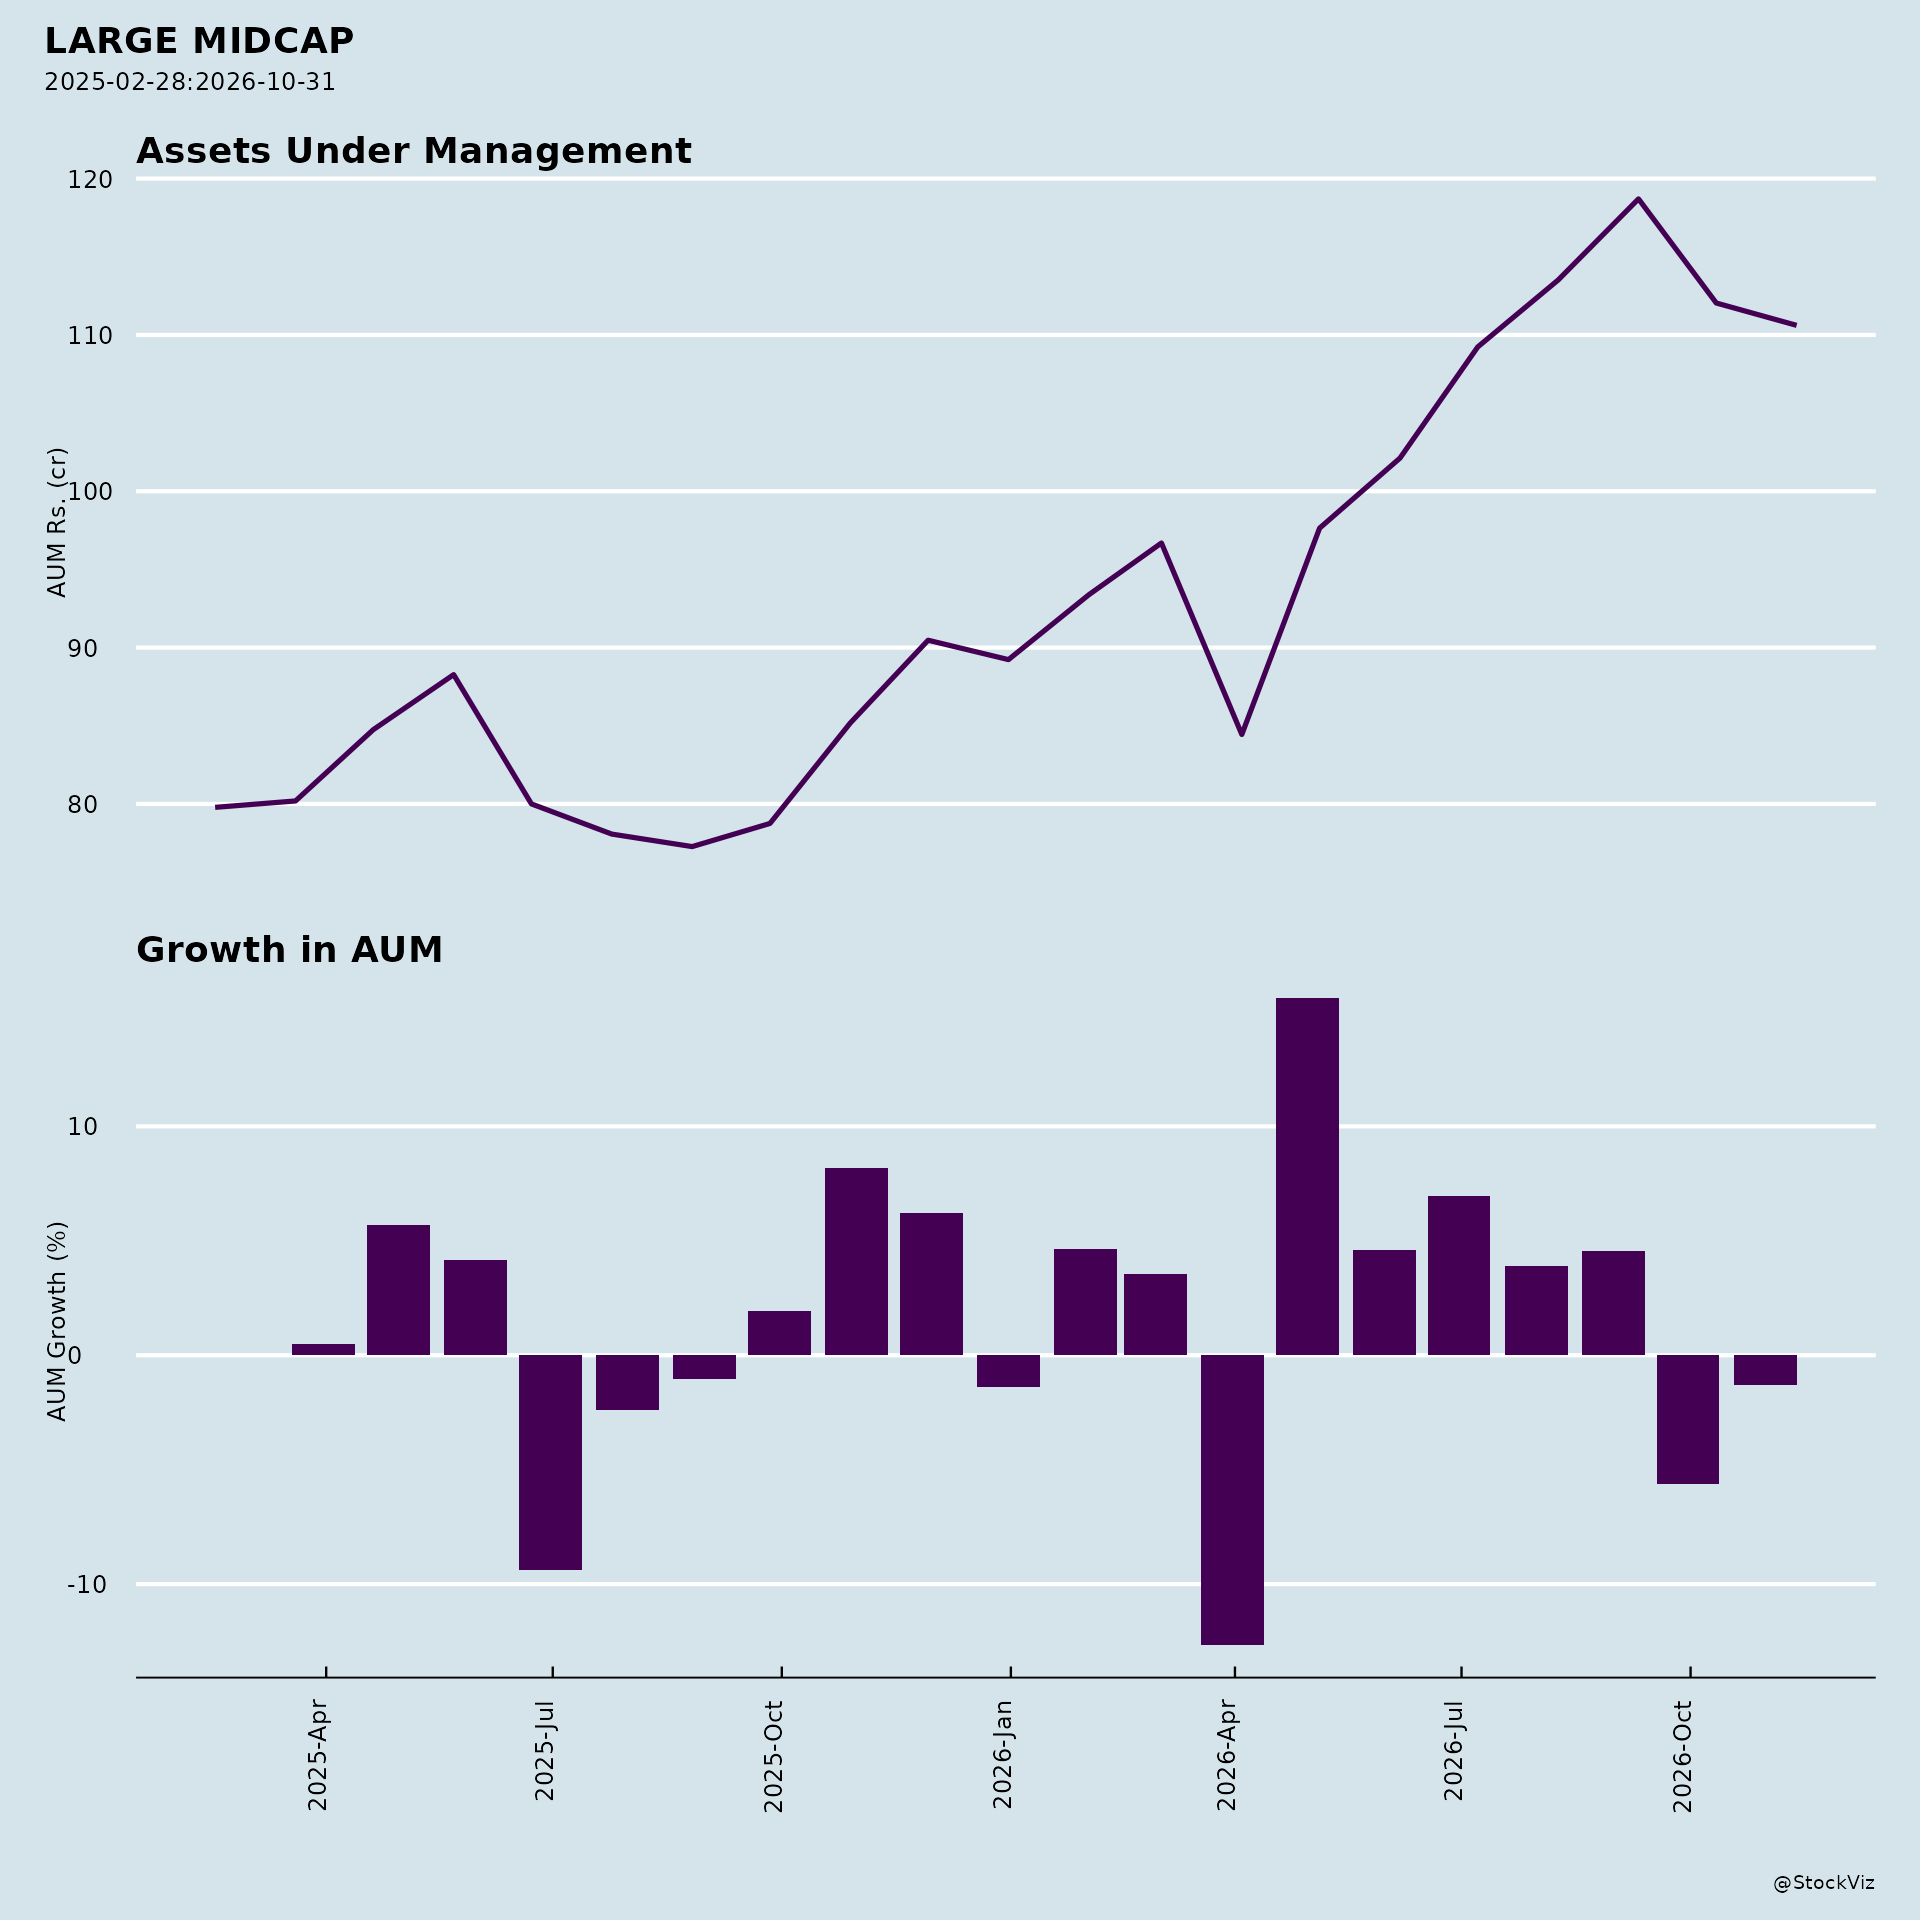 LARGE MIDCAP
2025-02-28:2026-10-31
Assets Under Management
120
110
100
90
80
AUM Rs. (cr)
Growth in AUM
10
0
-10
AUM Growth (%)
2025-Apr
2025-Jul
2025-Oct
2026-Jan
2026-Apr
2026-Jul
2026-Oct
@StockViz